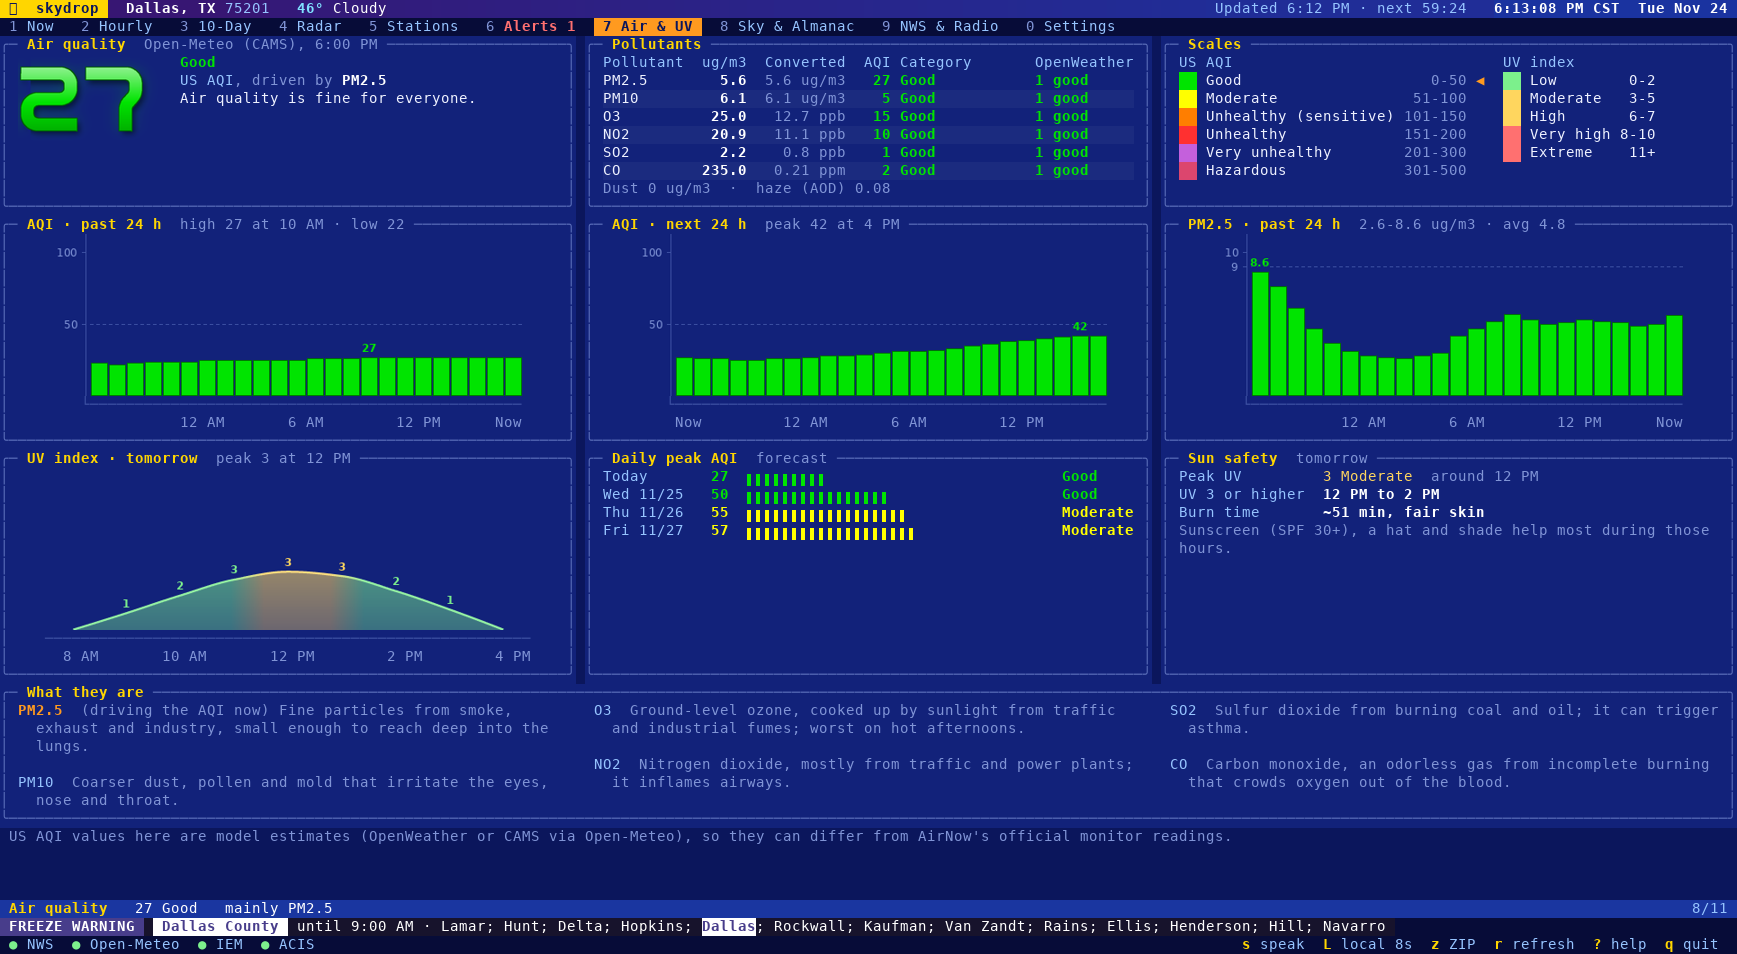 skydrop  Dallas, TX 75201  46° Cloudy  Updated 6:12 PM · next 59:24  6:13:08 PM CST  Tue Nov 24
1 Now  2 Hourly  3 10-Day  4 Radar  5 Stations  6 Alerts 1  7 Air & UV  8 Sky & Almanac  9 NWS & Radio  0 Settings
Air quality  Open-Meteo (CAMS), 6:00 PM
27
Good
US AQI, driven by PM2.5
Air quality is fine for everyone.
Pollutants
Pollutant  ug/m3  Converted  AQI Category  OpenWeather
PM2.5  5.6  5.6 ug/m3  27 Good  1 good
PM10  6.1  6.1 ug/m3  5 Good  1 good
O3  25.0  12.7 ppb  15 Good  1 good
NO2  20.9  11.1 ppb  10 Good  1 good
SO2  2.2  0.8 ppb  1 Good  1 good
CO  235.0  0.21 ppm  2 Good  1 good
Dust 0 ug/m3  ·  haze (AOD) 0.08
Scales
US AQI  UV index
Good  0-50 ◀  Low  0-2
Moderate  51-100  Moderate  3-5
Unhealthy (sensitive) 101-150  High  6-7
Unhealthy  151-200  Very high 8-10
Very unhealthy  201-300  Extreme  11+
Hazardous  301-500
AQI · past 24 h  high 27 at 10 AM · low 22
100
50
27
12 AM  6 AM  12 PM  Now
AQI · next 24 h  peak 42 at 4 PM
100
50
42
Now  12 AM  6 AM  12 PM
PM2.5 · past 24 h  2.6-8.6 ug/m3 · avg 4.8
10
9
8.6
12 AM  6 AM  12 PM  Now
UV index · tomorrow  peak 3 at 12 PM
1  2  3  3  3  2  1
8 AM  10 AM  12 PM  2 PM  4 PM
Daily peak AQI  forecast
Today  27  Good
Wed 11/25  50  Good
Thu 11/26  55  Moderate
Fri 11/27  57  Moderate
Sun safety  tomorrow
Peak UV  3 Moderate  around 12 PM
UV 3 or higher  12 PM to 2 PM
Burn time  ~51 min, fair skin
Sunscreen (SPF 30+), a hat and shade help most during those
hours.
What they are
PM2.5  (driving the AQI now) Fine particles from smoke,
exhaust and industry, small enough to reach deep into the
lungs.
PM10  Coarser dust, pollen and mold that irritate the eyes,
nose and throat.
O3  Ground-level ozone, cooked up by sunlight from traffic
and industrial fumes; worst on hot afternoons.
NO2  Nitrogen dioxide, mostly from traffic and power plants;
it inflames airways.
SO2  Sulfur dioxide from burning coal and oil; it can trigger
asthma.
CO  Carbon monoxide, an odorless gas from incomplete burning
that crowds oxygen out of the blood.
US AQI values here are model estimates (OpenWeather or CAMS via Open-Meteo), so they can differ from AirNow's official monitor readings.
Air quality  27 Good  mainly PM2.5  8/11
FREEZE WARNING  Dallas County  until 9:00 AM · Lamar; Hunt; Delta; Hopkins; Dallas; Rockwall; Kaufman; Van Zandt; Rains; Ellis; Henderson; Hill; Navarro
● NWS  ● Open-Meteo  ● IEM  ● ACIS  s speak  L local 8s  z ZIP  r refresh  ? help  q quit